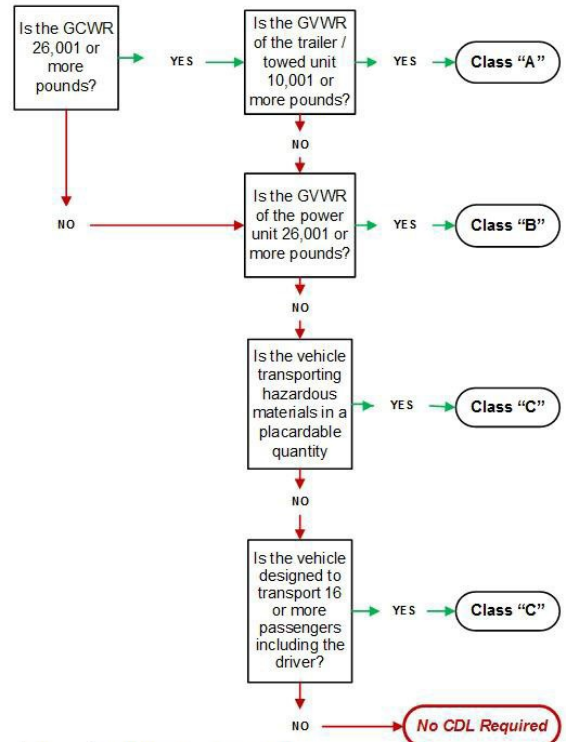 Is the GCWR
26,001 or
more
pounds?
YES
Is the GVWR
of the trailer /
towed unit
10,001 or
more pounds?
YES
Class “A”
NO
NO
Is the GVWR
of the power
unit 26,001 or
more pounds?
YES
Class “B”
NO
Is the vehicle
transporting
hazardous
materials in a
placardable
quantity
YES
Class “C”
NO
Is the vehicle
designed to
transport 16
or more
passengers
including the
driver?
YES
Class “C”
NO
No CDL Required